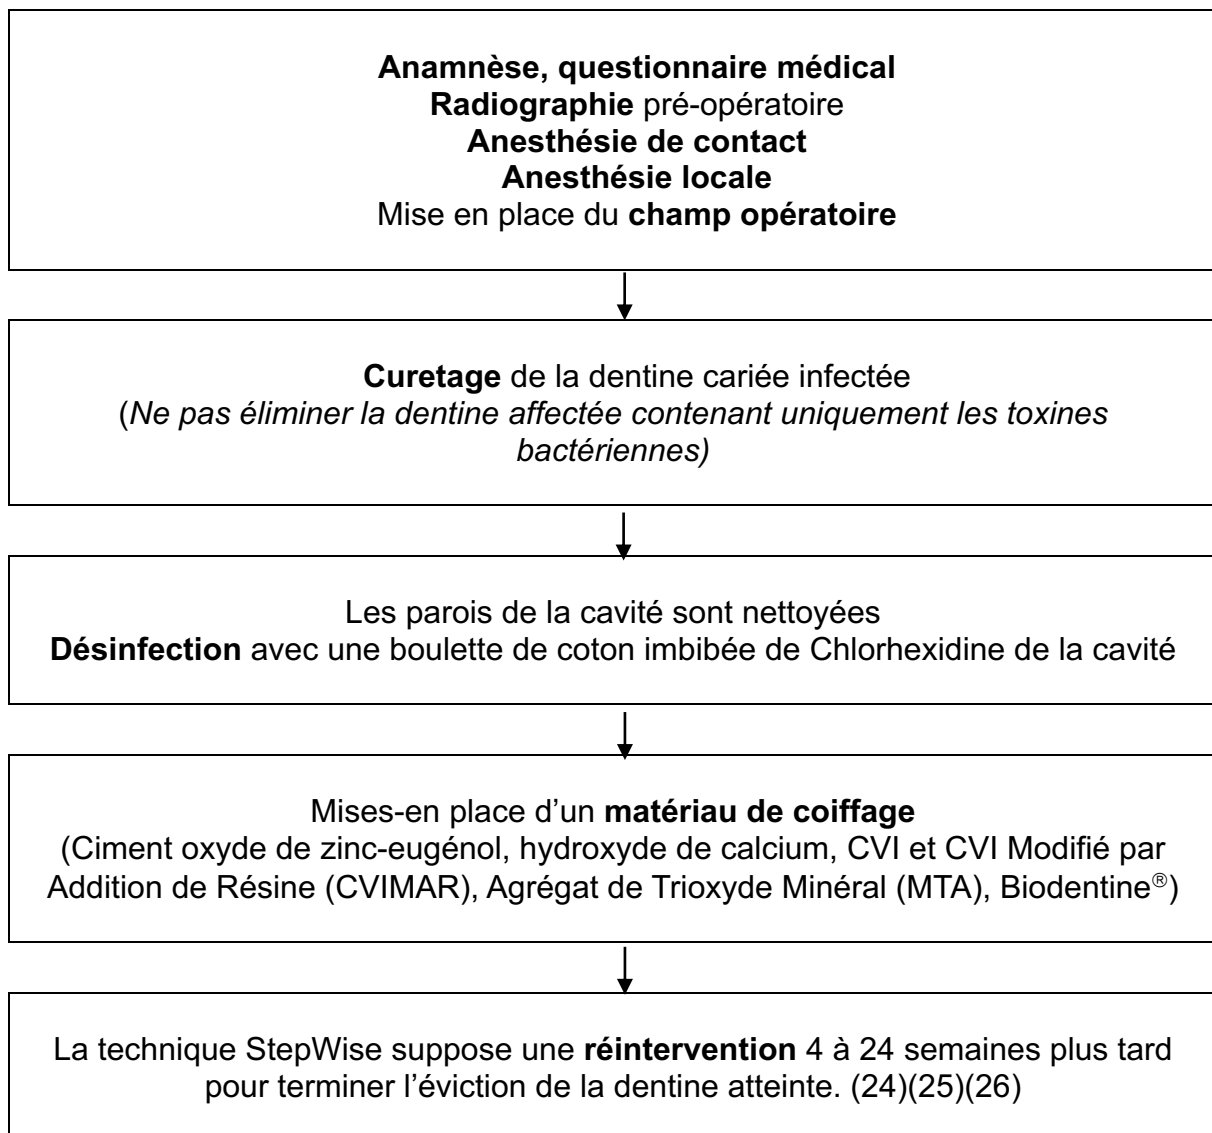 Anamnèse, questionnaire médical
Radiographie pré-opératoire
Anesthésie de contact
Anesthésie locale
Mise en place du champ opératoire
Curetage de la dentine cariée infectée
(Ne pas éliminer la dentine affectée contenant uniquement les toxines
bactériennes)
Les parois de la cavité sont nettoyées
Désinfection avec une boulette de coton imbibée de Chlorhexidine de la cavité
Mises-en place d’un matériau de coiffage
(Ciment oxyde de zinc-eugénol, hydroxyde de calcium, CVI et CVI Modifié par
Addition de Résine (CVIMAR), Agrégat de Trioxyde Minéral (MTA), Biodentine®)
La technique StepWise suppose une réintervention 4 à 24 semaines plus tard
pour terminer l’éviction de la dentine atteinte. (24)(25)(26)